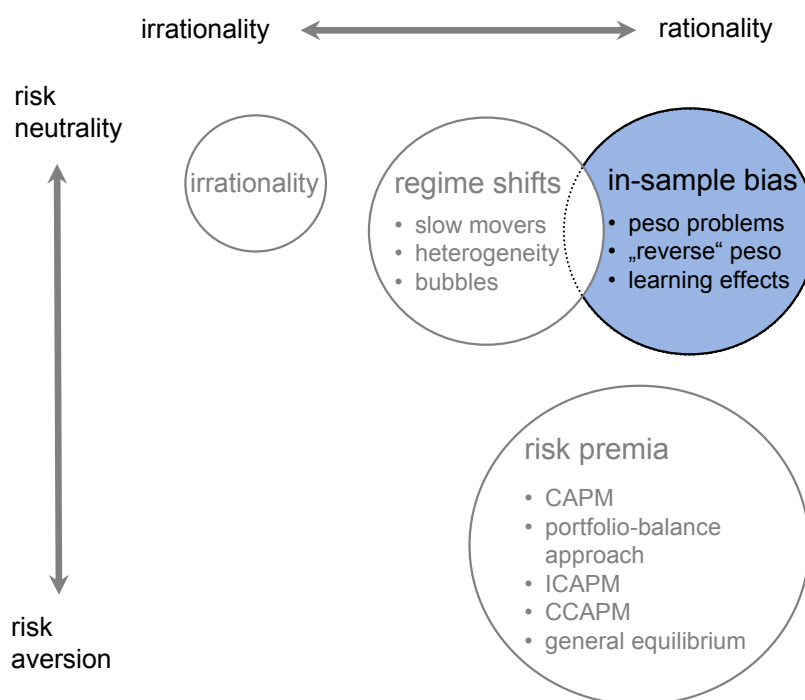 irrationality
rationality
risk
neutrality
irrationality
regime shifts
• slow movers
• heterogeneity
• bubbles
in-sample bias
• peso problems
• „reverse“ peso
• learning effects
risk premia
• CAPM
• portfolio-balance
approach
• ICAPM
• CCAPM
• general equilibrium
risk
aversion